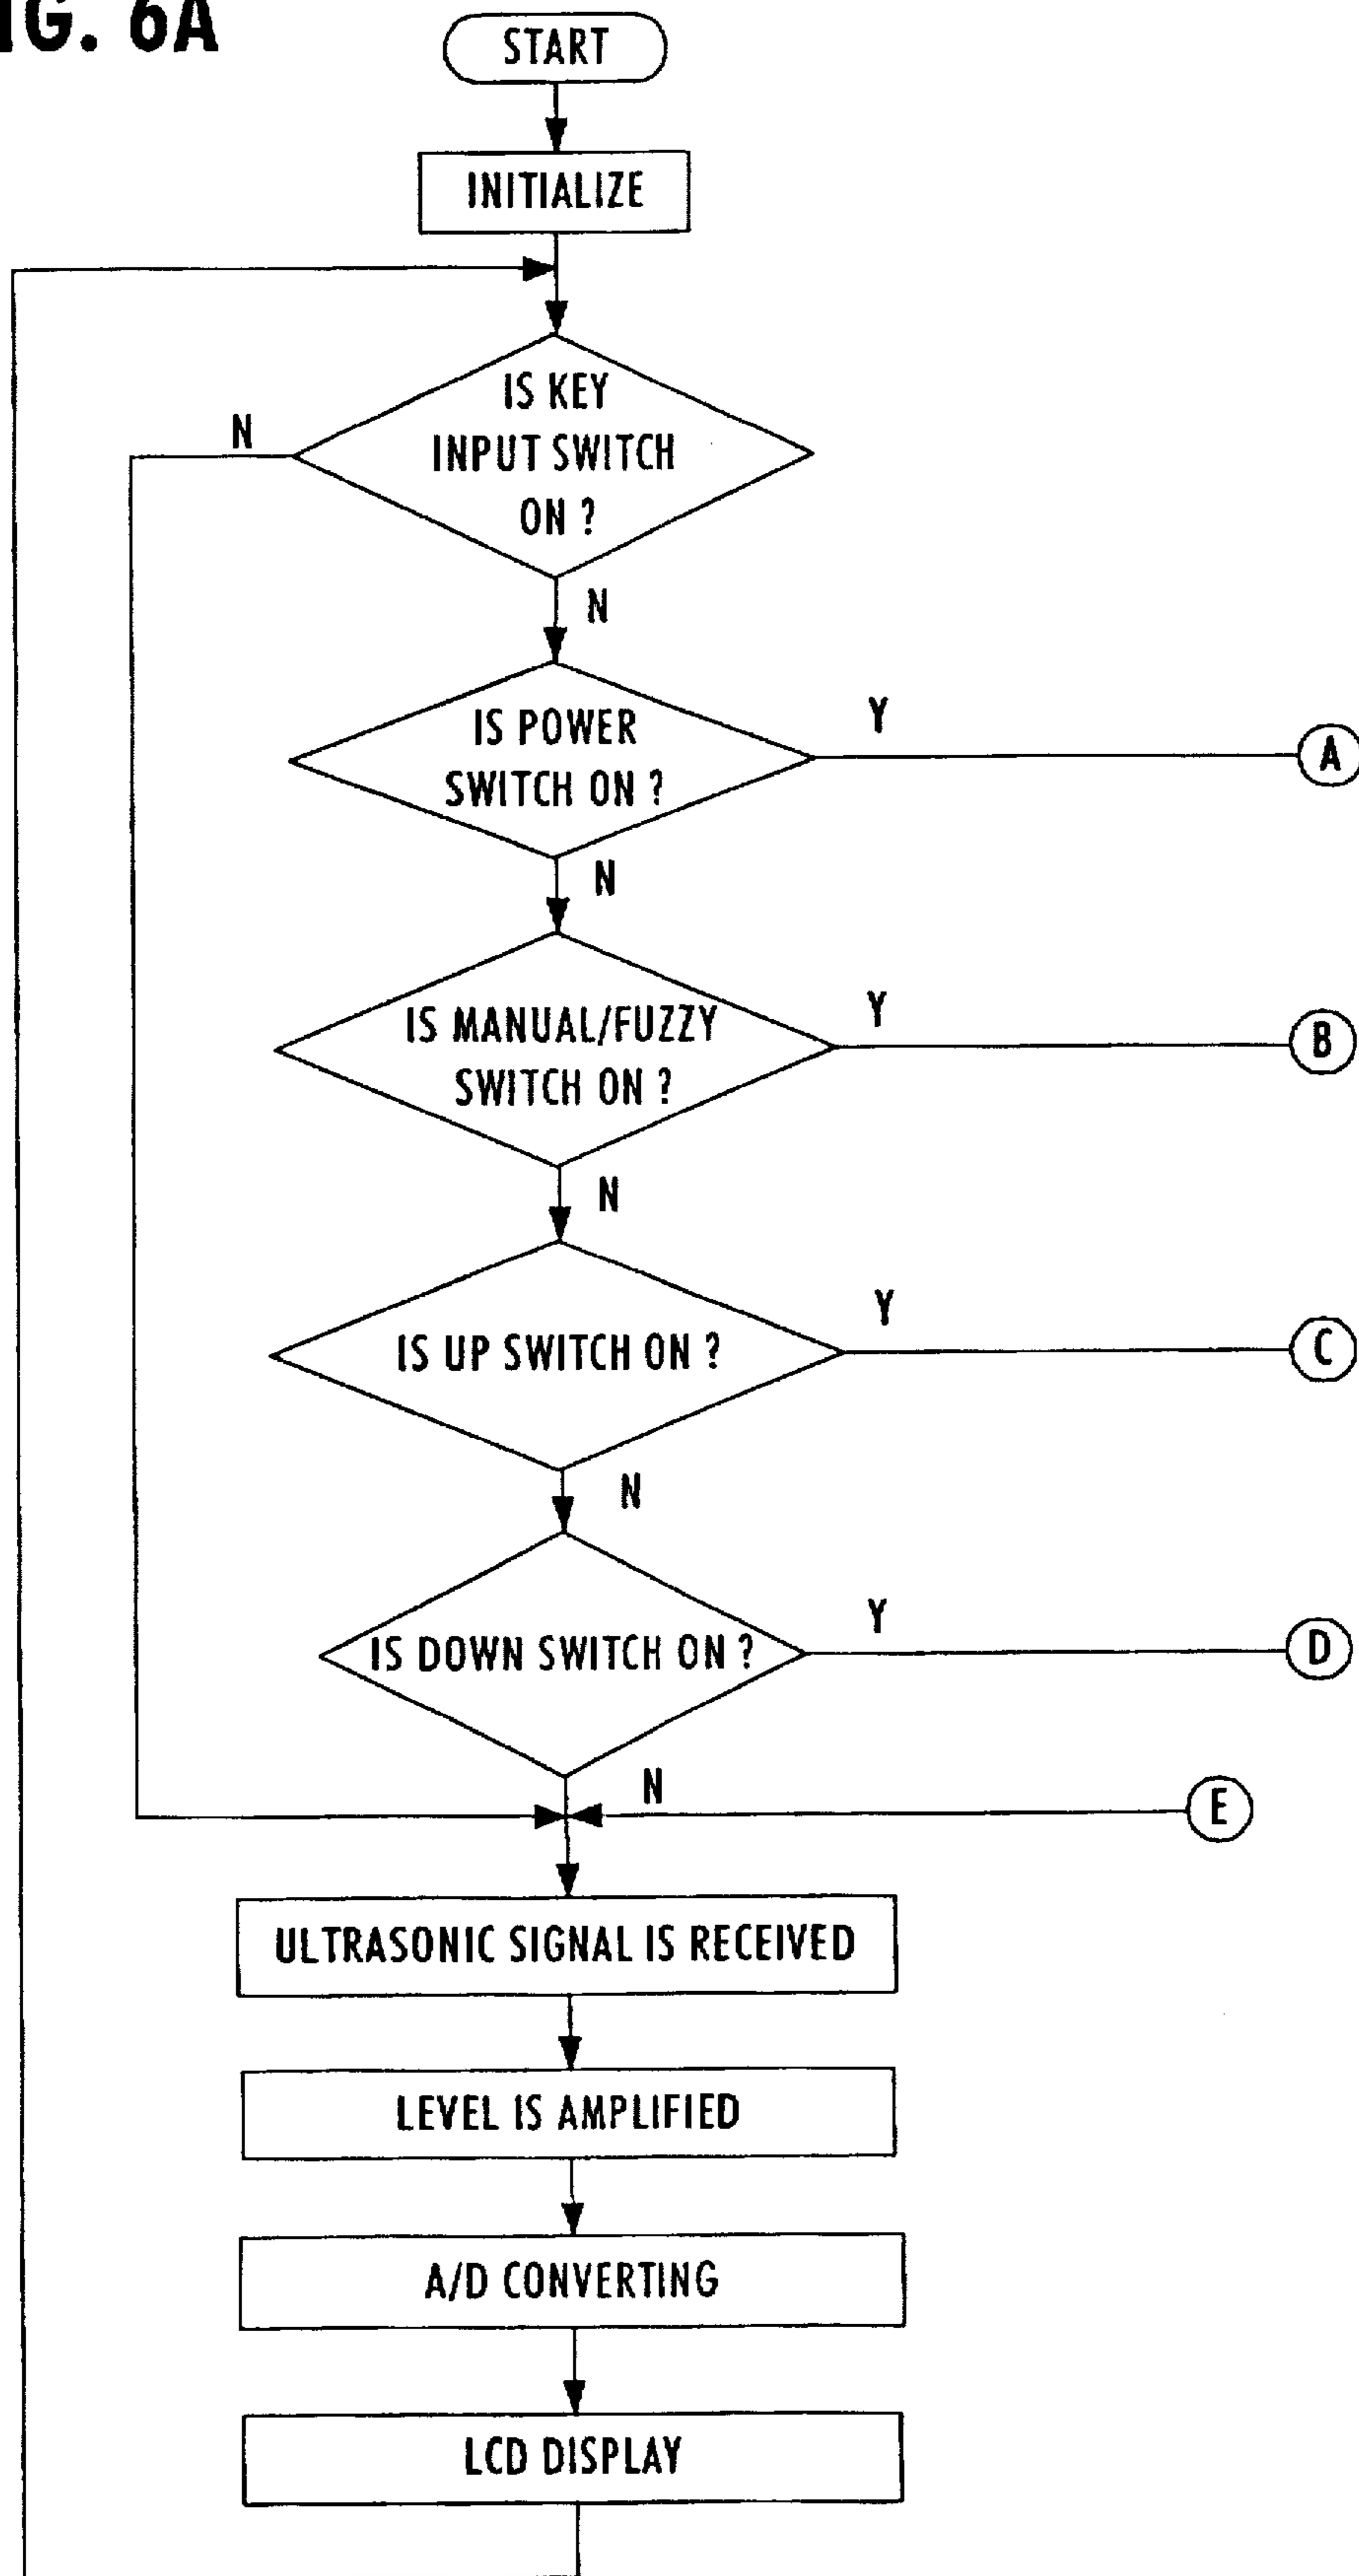 IG. 6A
START
INITIALIZE
IS KEY
INPUT SWITCH
ON ?
N
N
IS POWER
SWITCH ON ?
Y
A
N
IS MANUAL/FUZZY
SWITCH ON ?
Y
B
N
IS UP SWITCH ON ?
Y
C
N
IS DOWN SWITCH ON ?
Y
D
N
E
ULTRASONIC SIGNAL IS RECEIVED
LEVEL IS AMPLIFIED
A/D CONVERTING
LCD DISPLAY